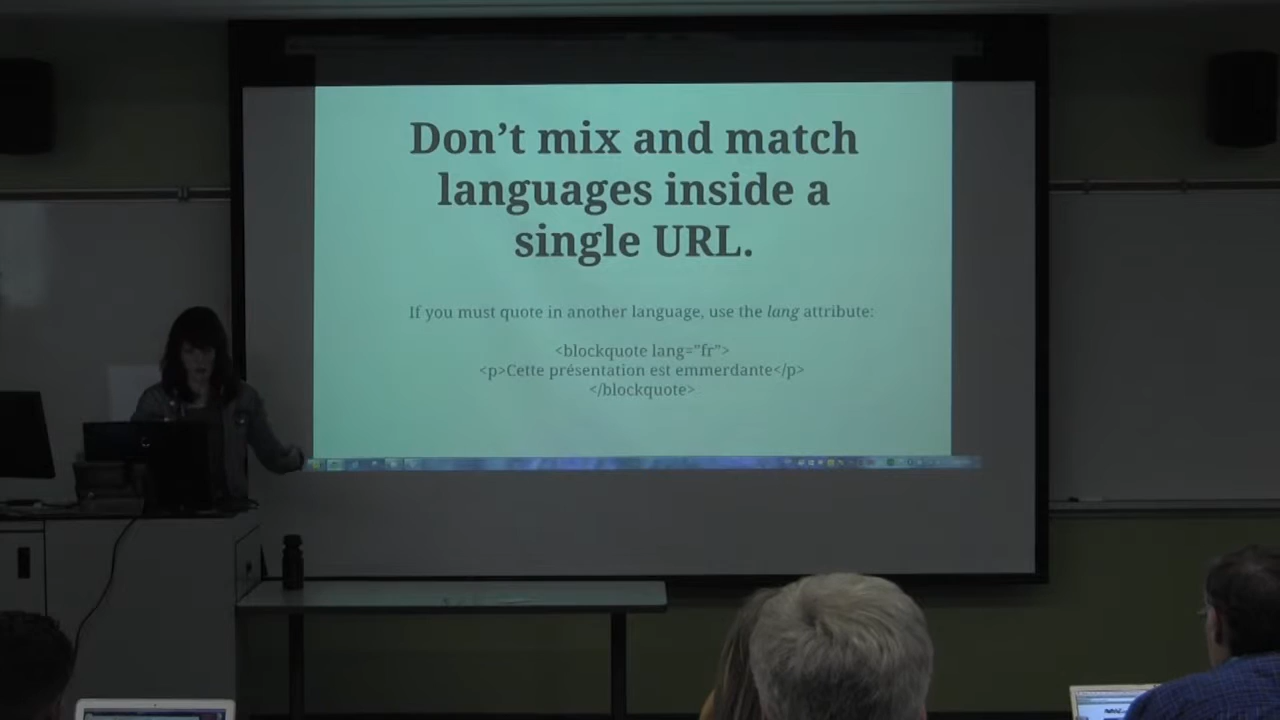 Don’t mix and match
languages inside a
single URL.
If you must quote in another language, use the lang attribute:
<blockquote lang="fr">
<p>Cette présentation est emmerdante</p>
</blockquote>